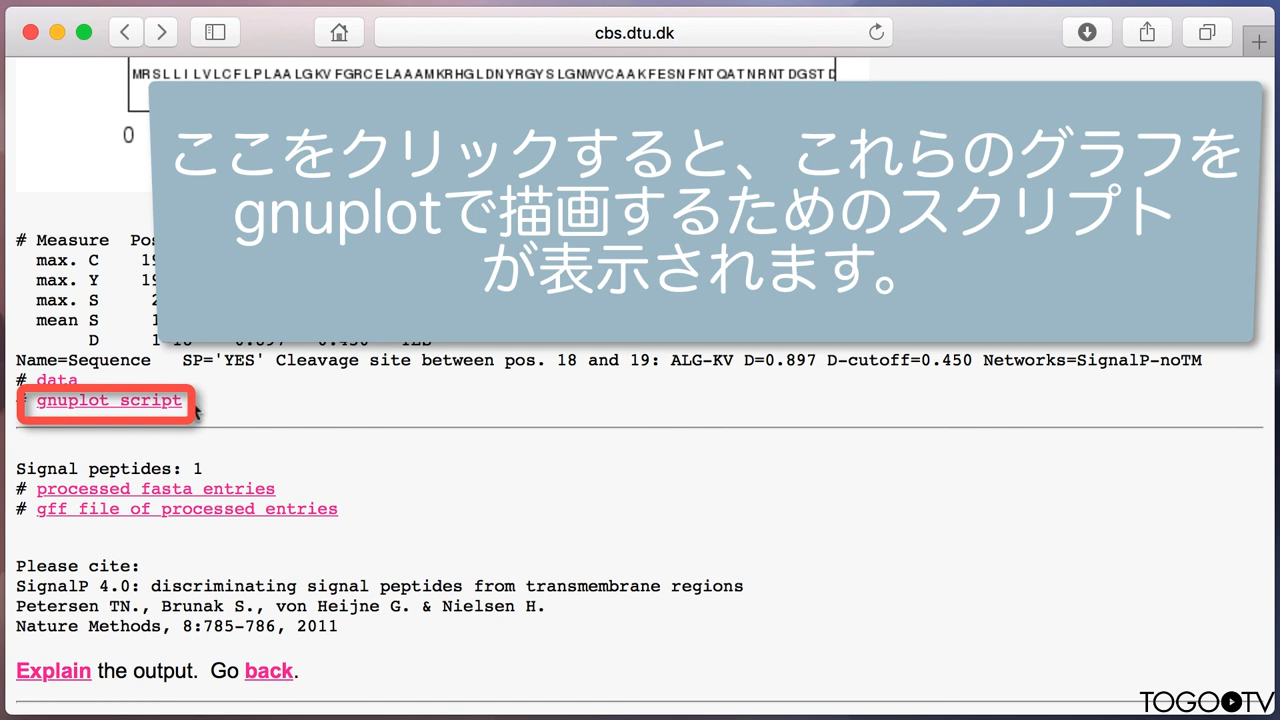 cbs.dtu.dk
MRSLLILVLCFLPLAALGKVFGRCELAAAMKRHGLDNYRGYSLGNWVCAAKFESNFNTQATNRNTDGSTD
0
ここをクリックすると、これらのグラフを
gnuplotで描画するためのスクリプト
が表示されます。
# Measure
max. C
max. Y
max. S
mean S
D
Name=Sequence SP='YES' Cleavage site between pos. 18 and 19: ALG-KV D=0.897 D-cutoff=0.450 Networks=SignalP-noTM
# data
gnuplot script
Signal peptides: 1
# processed fasta entries
# gff file of processed entries
Please cite:
SignalP 4.0: discriminating signal peptides from transmembrane regions
Petersen TN., Brunak S., von Heijne G. & Nielsen H.
Nature Methods, 8:785-786, 2011
Explain the output. Go back.
TOGOTV